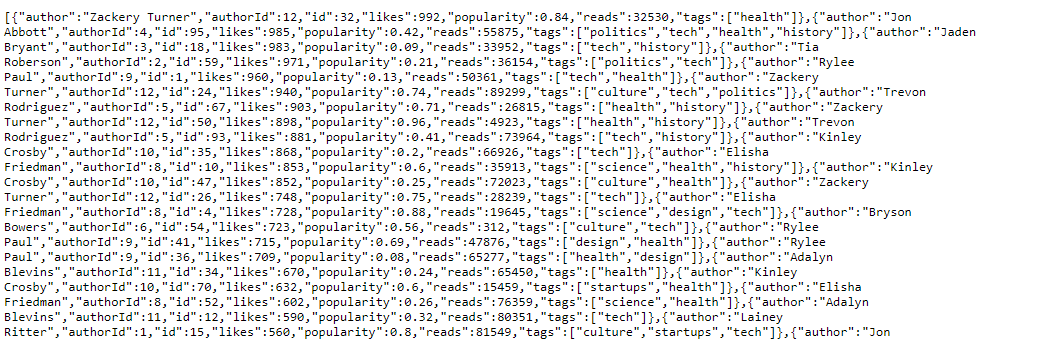 [{"author":"Zackery Turner","authorId":12,"id":32,"likes":992,"popularity":0.84,"reads":32530,"tags":["health"]},{"author":"Jon
Abbott","authorId":4,"id":95,"likes":985,"popularity":0.42,"reads":55875,"tags":["politics","tech","health","history"]},{"author":"Jaden
Bryant","authorId":3,"id":18,"likes":983,"popularity":0.09,"reads":33952,"tags":["tech","history"]},{"author":"Tia
Roberson","authorId":2,"id":59,"likes":971,"popularity":0.21,"reads":36154,"tags":["politics","tech"]},{"author":"Rylee
Paul","authorId":9,"id":1,"likes":960,"popularity":0.13,"reads":50361,"tags":["tech","health"]},{"author":"Zackery
Turner","authorId":12,"id":24,"likes":940,"popularity":0.74,"reads":89299,"tags":["culture","tech","politics"]},{"author":"Trevon
Rodriguez","authorId":5,"id":67,"likes":903,"popularity":0.71,"reads":26815,"tags":["health","history"]},{"author":"Zackery
Turner","authorId":12,"id":50,"likes":898,"popularity":0.96,"reads":4923,"tags":["health","history"]},{"author":"Trevon
Rodriguez","authorId":5,"id":93,"likes":881,"popularity":0.41,"reads":73964,"tags":["tech","history"]},{"author":"Kinley
Crosby","authorId":10,"id":35,"likes":868,"popularity":0.2,"reads":66926,"tags":["tech"]},{"author":"Elisha
Friedman","authorId":8,"id":10,"likes":853,"popularity":0.6,"reads":35913,"tags":["science","health","history"]},{"author":"Kinley
Crosby","authorId":10,"id":47,"likes":852,"popularity":0.25,"reads":72023,"tags":["culture","health"]},{"author":"Zackery
Turner","authorId":12,"id":26,"likes":748,"popularity":0.75,"reads":28239,"tags":["tech"]},{"author":"Elisha
Friedman","authorId":8,"id":4,"likes":728,"popularity":0.88,"reads":19645,"tags":["science","design","tech"]},{"author":"Bryson
Bowers","authorId":6,"id":54,"likes":723,"popularity":0.56,"reads":312,"tags":["culture","tech"]},{"author":"Rylee
Paul","authorId":9,"id":41,"likes":715,"popularity":0.69,"reads":47876,"tags":["design","health"]},{"author":"Rylee
Paul","authorId":9,"id":36,"likes":709,"popularity":0.08,"reads":65277,"tags":["health","design"]},{"author":"Adalyn
Blevins","authorId":11,"id":34,"likes":670,"popularity":0.24,"reads":65450,"tags":["health"]},{"author":"Kinley
Crosby","authorId":10,"id":70,"likes":632,"popularity":0.6,"reads":15459,"tags":["startups","health"]},{"author":"Elisha
Friedman","authorId":8,"id":52,"likes":602,"popularity":0.26,"reads":76359,"tags":["science","health"]},{"author":"Adalyn
Blevins","authorId":11,"id":12,"likes":590,"popularity":0.32,"reads":80351,"tags":["tech"]},{"author":"Lainey
Ritter","authorId":1,"id":15,"likes":560,"popularity":0.8,"reads":81549,"tags":["culture","startups","tech"]},{"author":"Jon